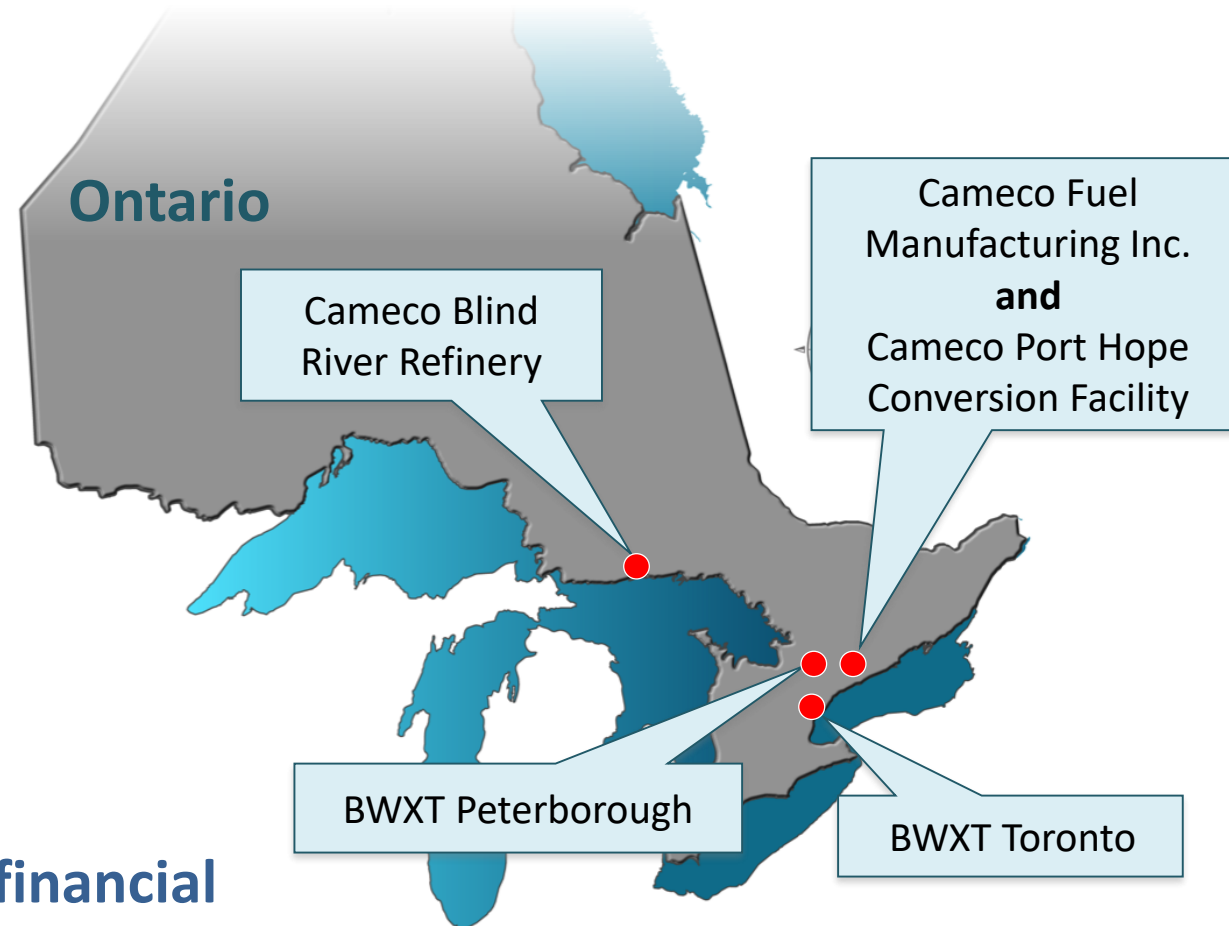 Ontario
Cameco Fuel
Manufacturing Inc.
and
Cameco Port Hope
Conversion Facility
Cameco Blind
River Refinery
BWXT Peterborough
BWXT Toronto
financial